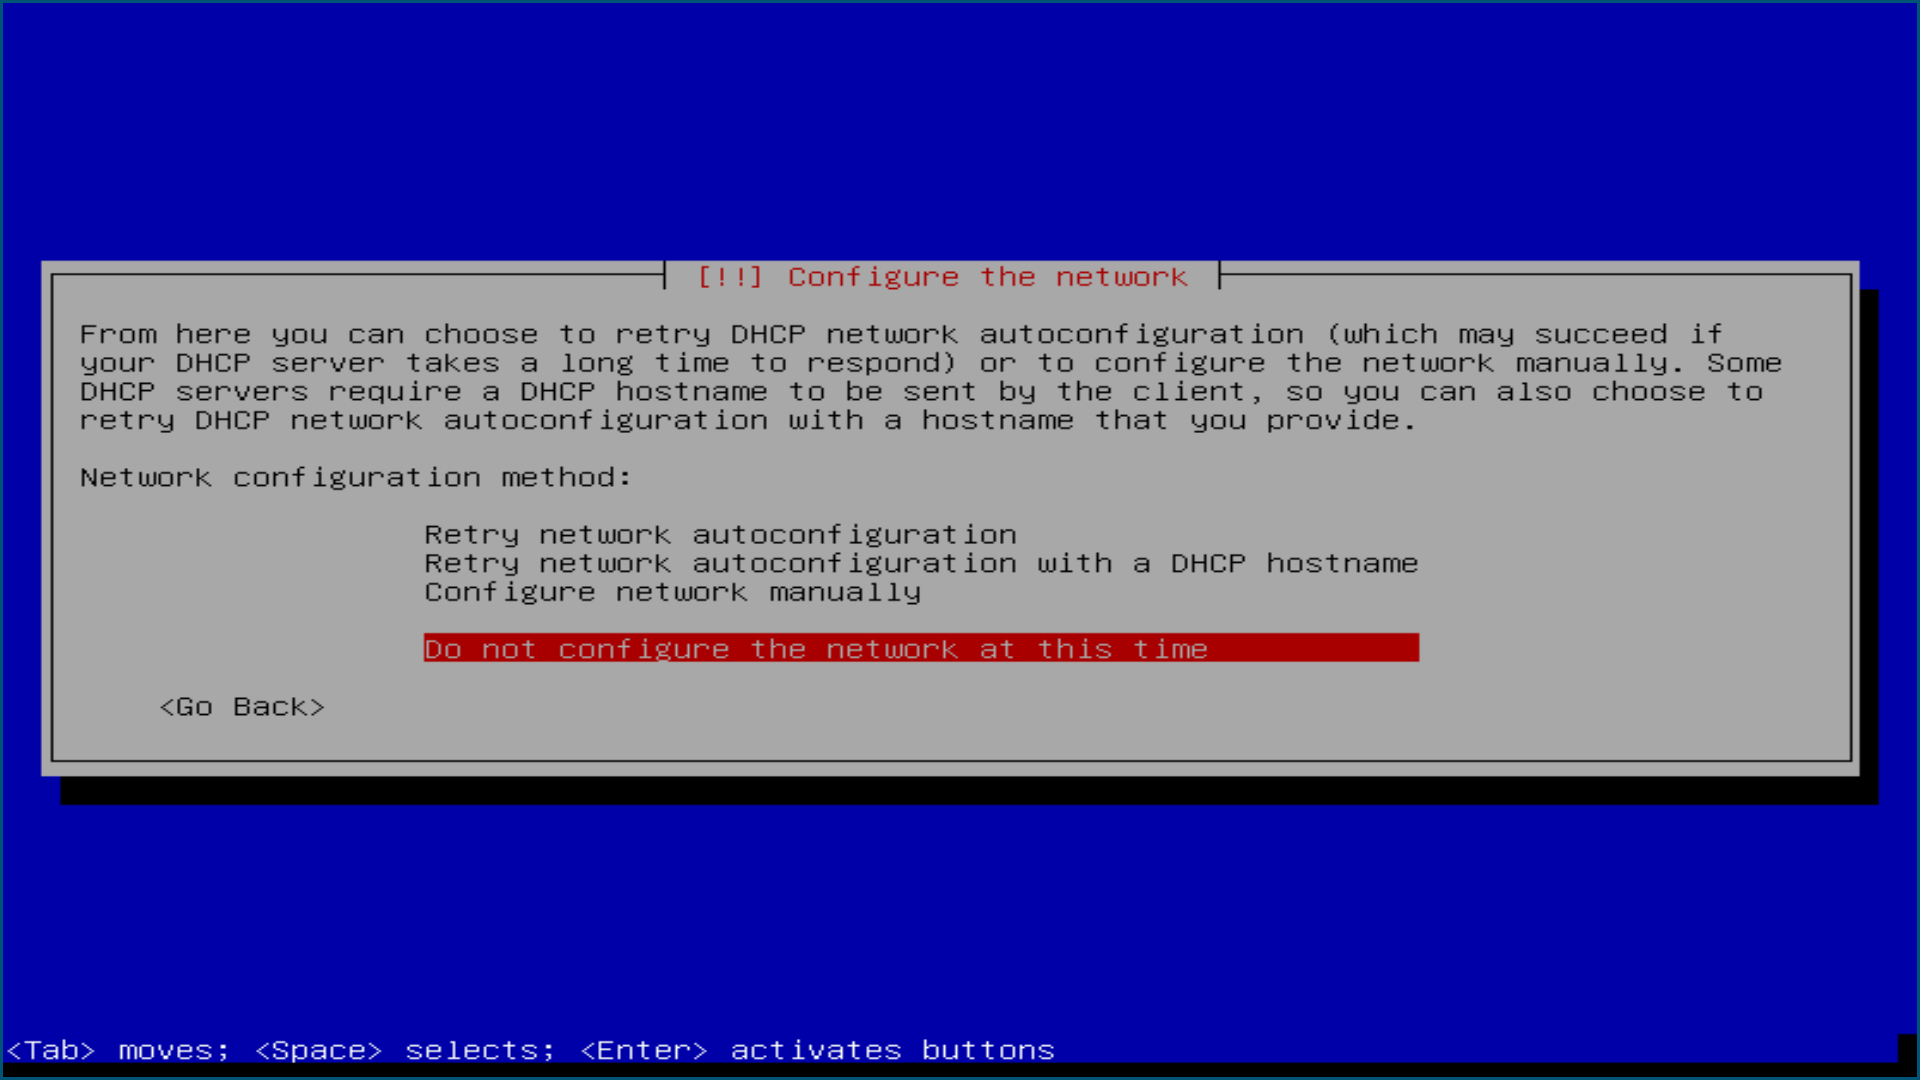 [!!] Configure the network
From here you can choose to retry DHCP network autoconfiguration (which may succeed if
your DHCP server takes a long time to respond) or to configure the network manually. Some
DHCP servers require a DHCP hostname to be sent by the client, so you can also choose to
retry DHCP network autoconfiguration with a hostname that you provide.
Network configuration method:
Retry network autoconfiguration
Retry network autoconfiguration with a DHCP hostname
Configure network manually
Do not configure the network at this time
<Go Back>
<Tab> moves; <Space> selects; <Enter> activates buttons